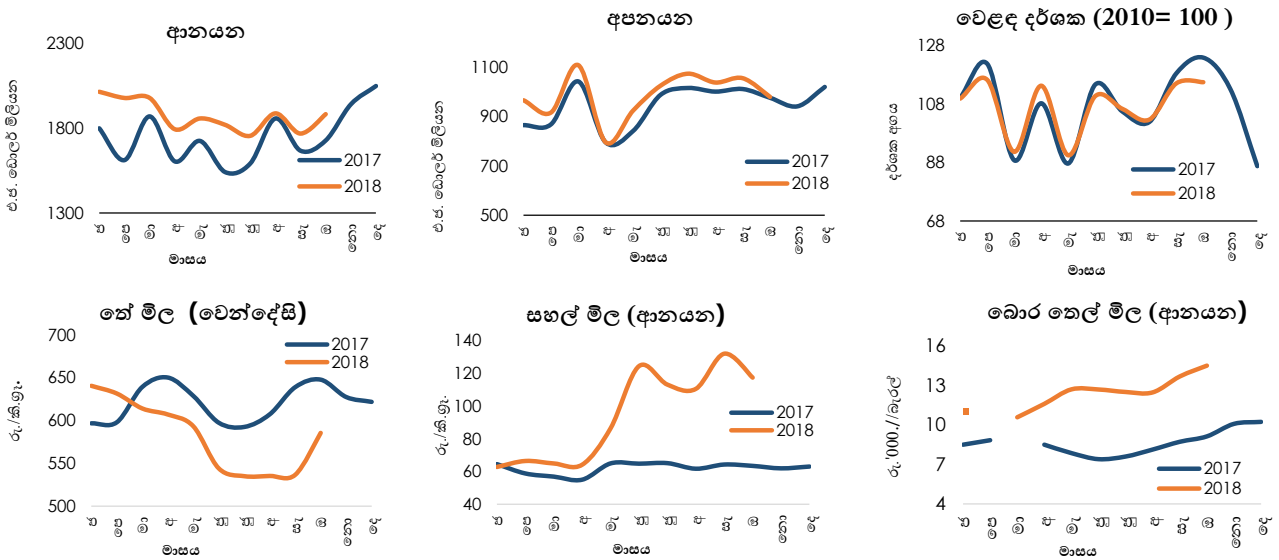 ආනයන
එ.ජ. ඩොලර් මිලියන
2300
1800
1300
2017
2018
ජ පෙ මා අ මැ ජූ ජූ අ සැ ඔ නො දෙ
මාසය
අපනයන
එ.ජ. ඩොලර් මිලියන
1100
900
700
500
2017
2018
ජ පෙ මා අ මැ ජූ ජූ අ සැ ඔ නො දෙ
මාසය
වෙළඳ දර්ශක (2010= 100 )
දර්ශක අගය
128
108
88
68
2017
2018
ජ පෙ මා අ මැ ජූ ජූ අ සැ ඔ නො දෙ
මාසය
තේ මිල (වෙන්දේසි)
රු./කි.ග්‍රෑ.
700
650
600
550
500
2017
2018
ජ පෙ මා අ මැ ජූ ජූ අ සැ ඔ නො දෙ
මාසය
සහල් මිල (ආනයන)
රු./කි.ග්‍රෑ.
140
120
100
80
60
40
2017
2018
ජ පෙ මා අ මැ ජූ ජූ අ සැ ඔ නො දෙ
මාසය
බොර තෙල් මිල (ආනයන)
රු.'000/බැරල්
16
13
10
7
4
2017
2018
ජ පෙ මා අ මැ ජූ ජූ අ සැ ඔ නො දෙ
මාසය